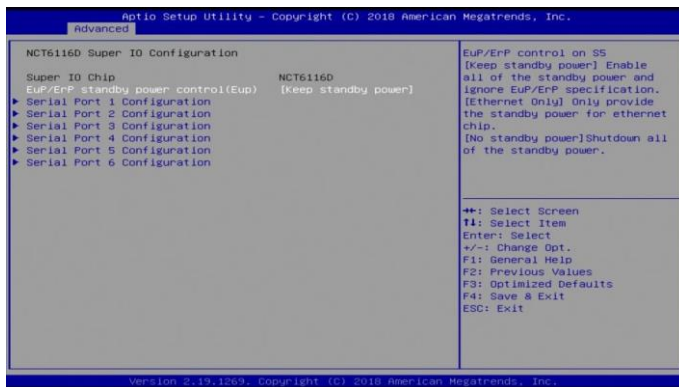 Aptio Setup Utility – Copyright (C) 2018 American Megatrends, Inc.
Advanced
NCT6116D Super IO Configuration
Super IO Chip NCT6116D
EuP/ErP standby power control(Eup) [Keep standby power]
Serial Port 1 Configuration
Serial Port 2 Configuration
Serial Port 3 Configuration
Serial Port 4 Configuration
Serial Port 5 Configuration
Serial Port 6 Configuration
EuP/ErP control on S5
[Keep standby power] Enable
all of the standby power and
ignore EuP/ErP specification.
[Ethernet Only] Only provide
the standby power for ethernet
chip.
[No standby power]Shutdown all
of the standby power.
→←: Select Screen
↑↓: Select Item
Enter: Select
+/-: Change Opt.
F1: General Help
F2: Previous Values
F3: Optimized Defaults
F4: Save & Exit
ESC: Exit
Version 2.19.1269. Copyright (C) 2018 American Megatrends, Inc.